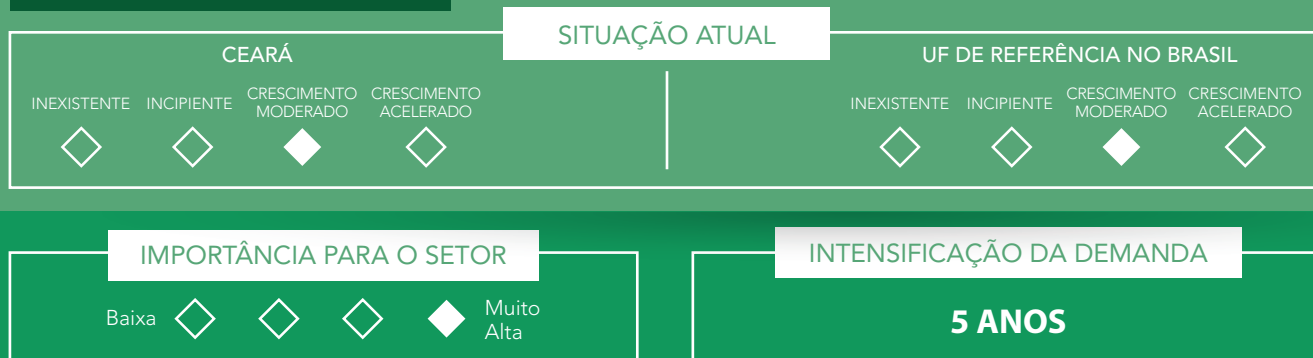 SITUAÇÃO ATUAL
CEARÁ
INEXISTENTE
INCIPIENTE
CRESCIMENTO
MODERADO
CRESCIMENTO
ACELERADO
UF DE REFERÊNCIA NO BRASIL
INEXISTENTE
INCIPIENTE
CRESCIMENTO
MODERADO
CRESCIMENTO
ACELERADO
IMPORTÂNCIA PARA O SETOR
Baixa
Muito
Alta
INTENSIFICAÇÃO DA DEMANDA
5 ANOS